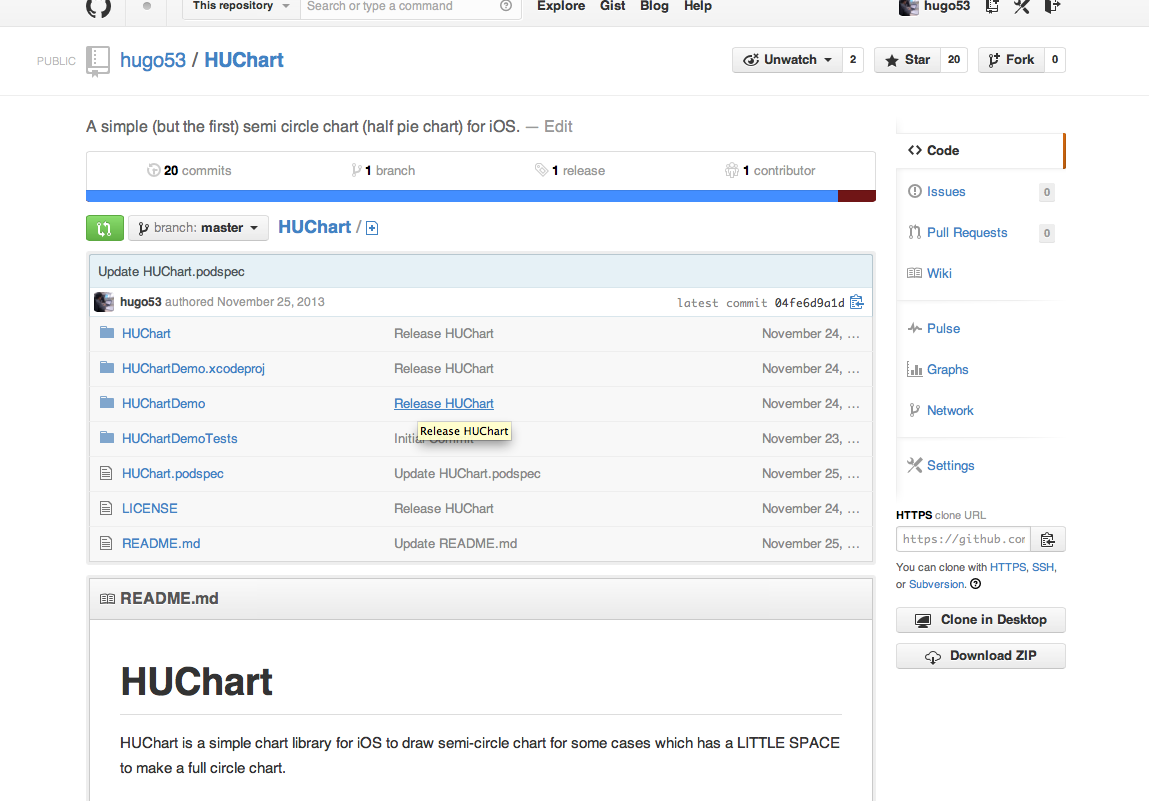 This repository Search or type a command Explore Gist Blog Help hugo53
PUBLIC hugo53 / HUChart Unwatch 2 Star 20 Fork 0
A simple (but the first) semi circle chart (half pie chart) for iOS. — Edit
20 commits 1 branch 1 release 1 contributor
branch: master HUChart /
Update HUChart.podspec
hugo53 authored November 25, 2013 latest commit 04fe6d9a1d
HUChart Release HUChart November 24, …
HUChartDemo.xcodeproj Release HUChart November 24, …
HUChartDemo Release HUChart November 24, …
Release HUChart
HUChartDemoTests Initial Commit November 23, …
HUChart.podspec Update HUChart.podspec November 25, …
LICENSE Release HUChart November 24, …
README.md Update README.md November 25, …
README.md
HUChart
HUChart is a simple chart library for iOS to draw semi-circle chart for some cases which has a LITTLE SPACE
to make a full circle chart.
Code
Issues 0
Pull Requests 0
Wiki
Pulse
Graphs
Network
Settings
HTTPS clone URL
https://github.com
You can clone with HTTPS, SSH,
or Subversion.
Clone in Desktop
Download ZIP